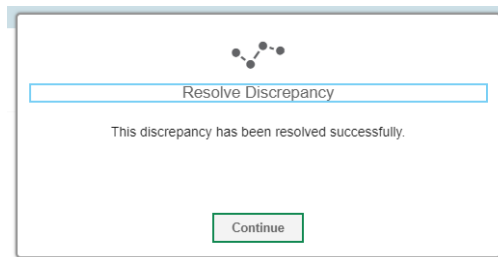 Resolve Discrepancy
This discrepancy has been resolved successfully.
Continue